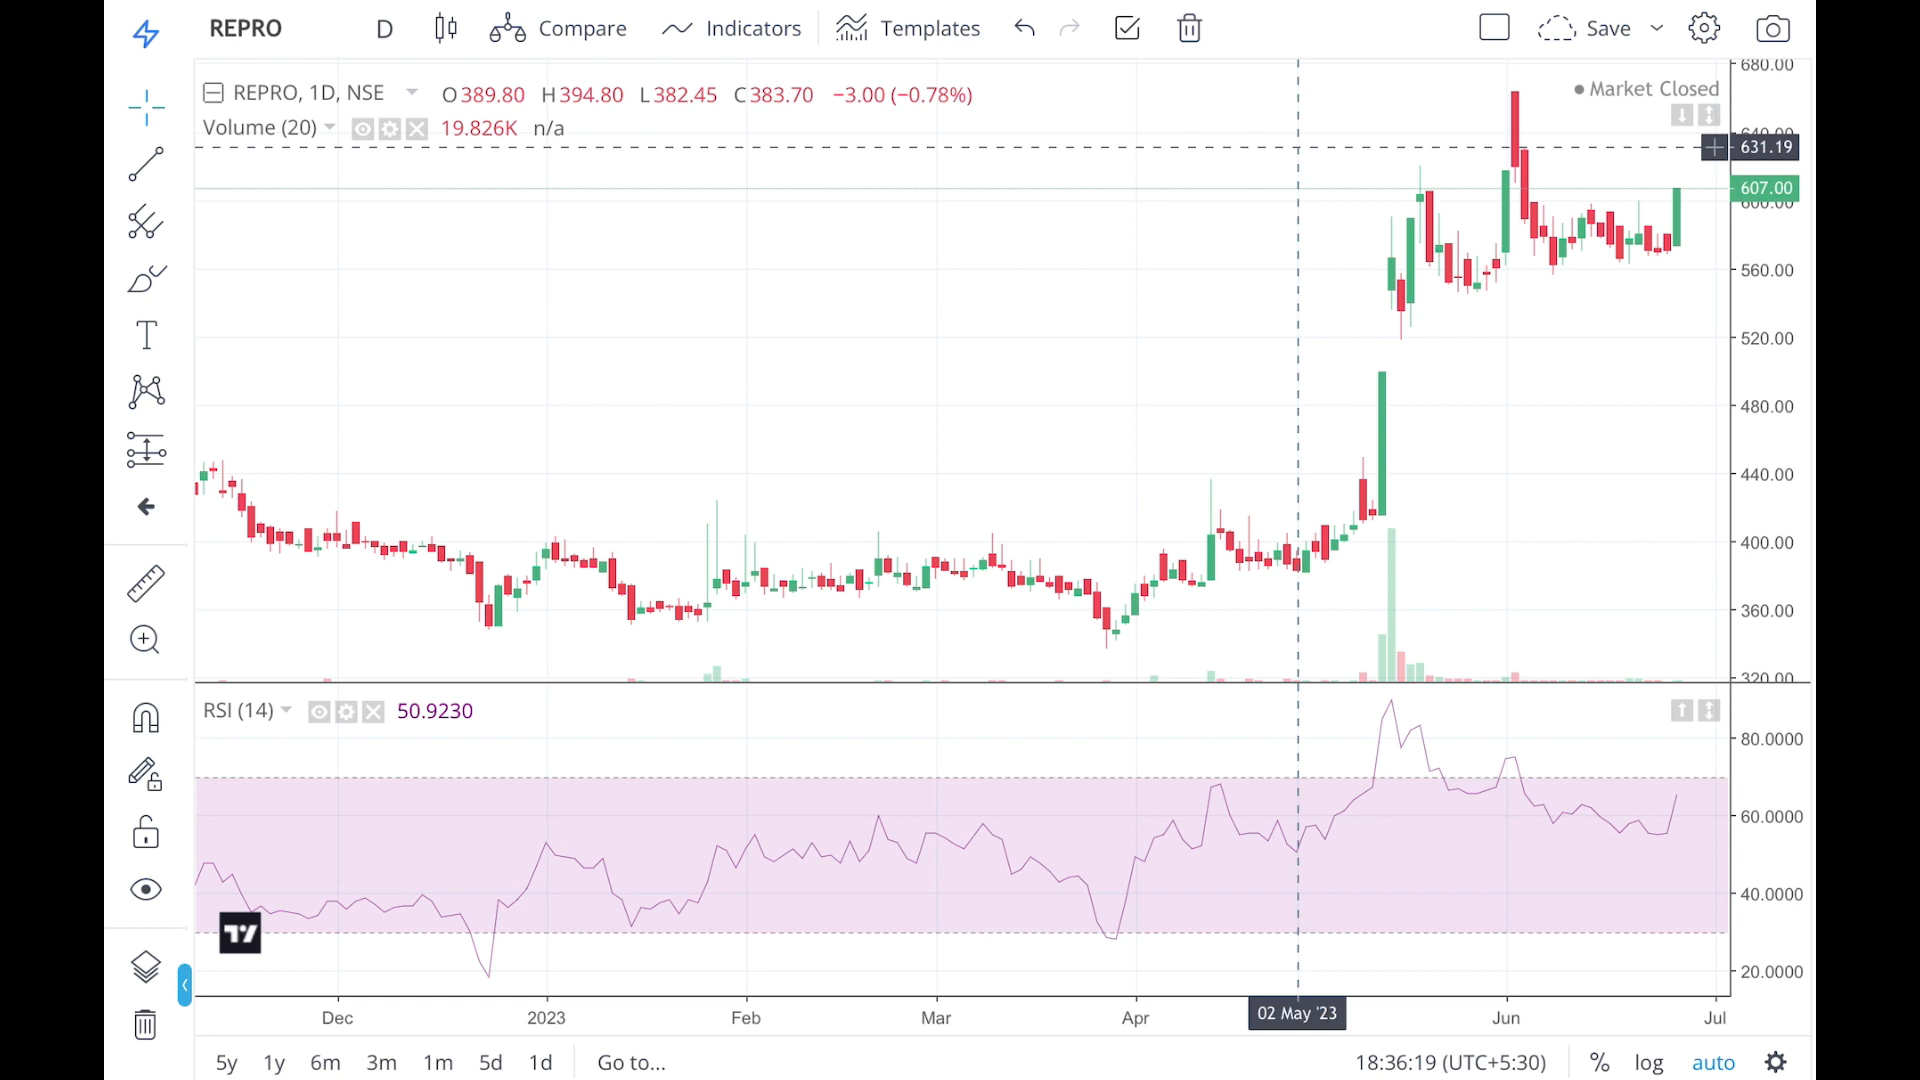 REPRO D Compare Indicators Templates Save
REPRO, 1D, NSE O389.80 H394.80 L382.45 C383.70 −3.00 (−0.78%)
Market Closed
Volume (20) 19.826K n/a
680.00
640.00
631.19
607.00
600.00
560.00
520.00
480.00
440.00
400.00
360.00
320.00
RSI (14) 50.9230
80.0000
60.0000
40.0000
20.0000
Dec 2023 Feb Mar Apr 02 May '23 Jun Jul
5y 1y 6m 3m 1m 5d 1d Go to... 18:36:19 (UTC+5:30) % log auto